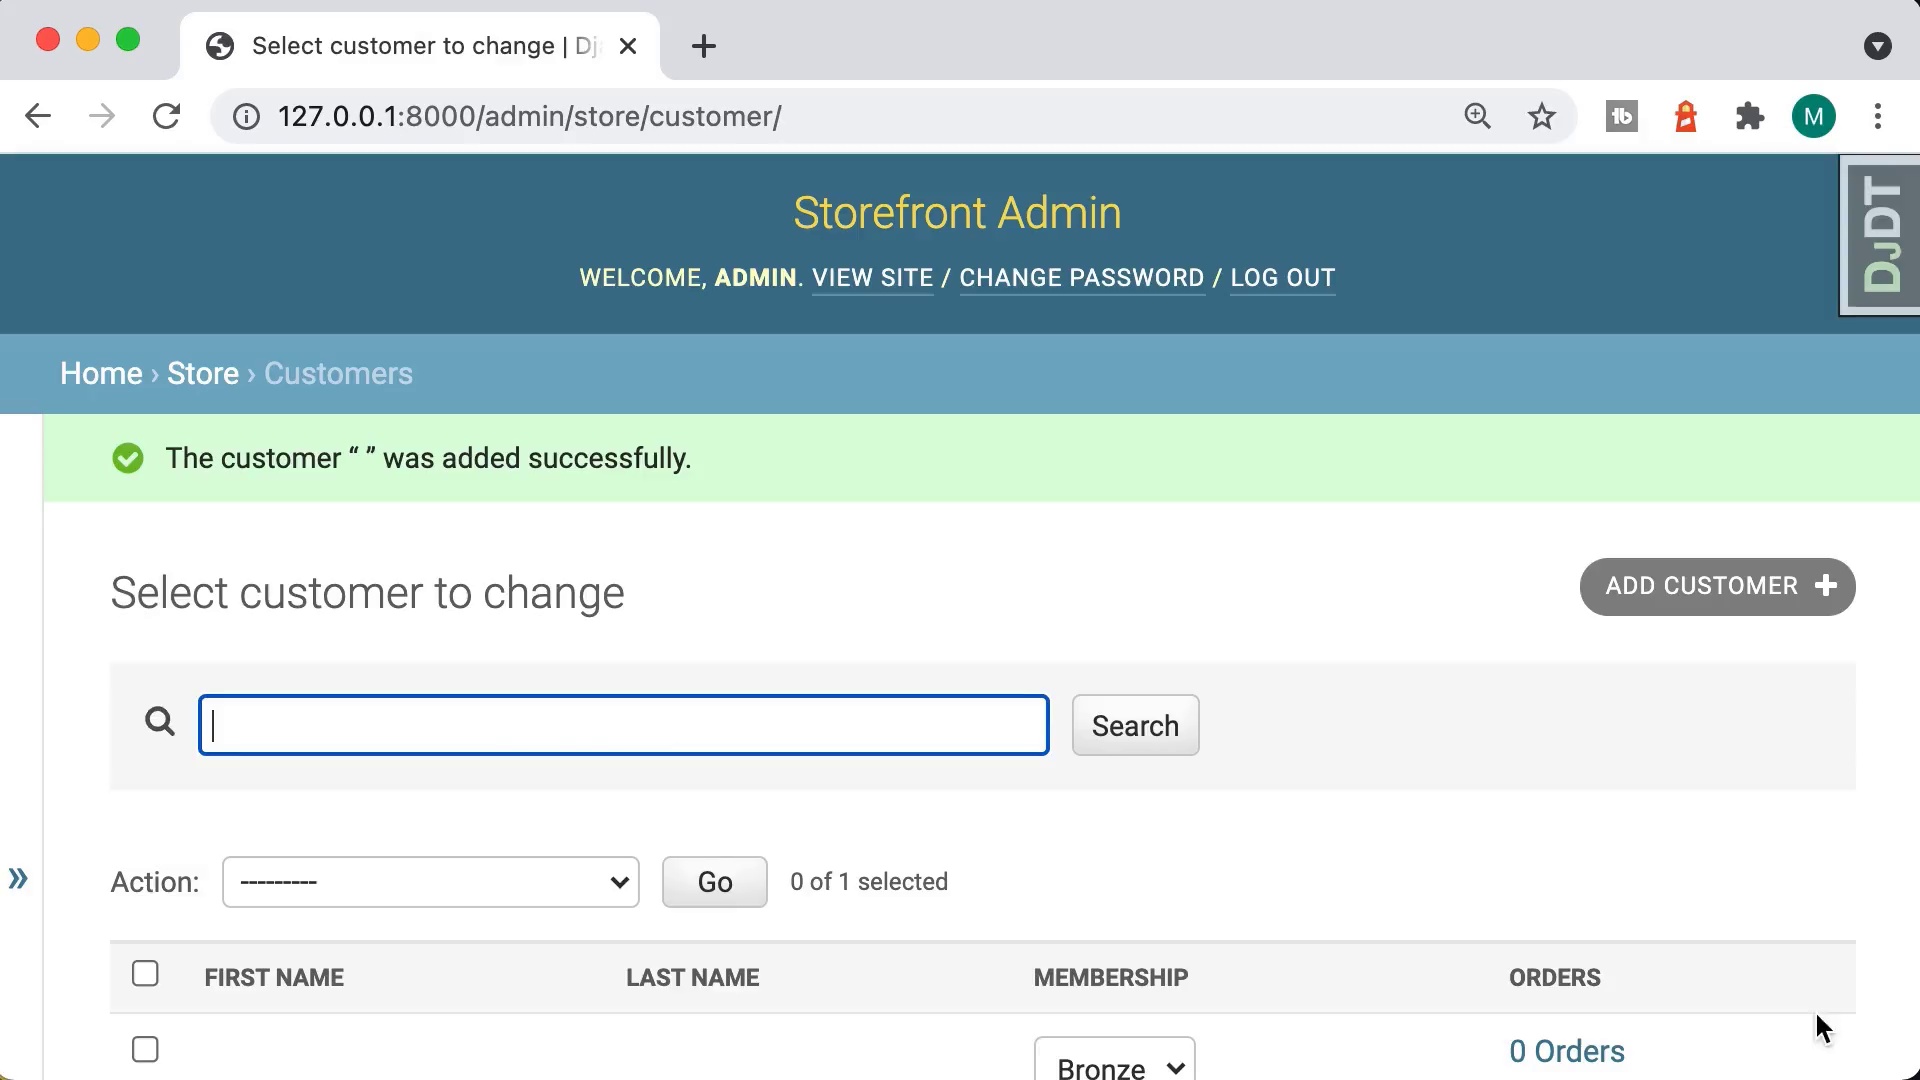 Select customer to change | Dj
127.0.0.1:8000/admin/store/customer/
M
Storefront Admin
WELCOME, ADMIN. VIEW SITE / CHANGE PASSWORD / LOG OUT
DJDT
Home › Store › Customers
The customer “ ” was added successfully.
Select customer to change
ADD CUSTOMER +
Search
Action: --------- Go 0 of 1 selected
FIRST NAME LAST NAME MEMBERSHIP ORDERS
Bronze 0 Orders